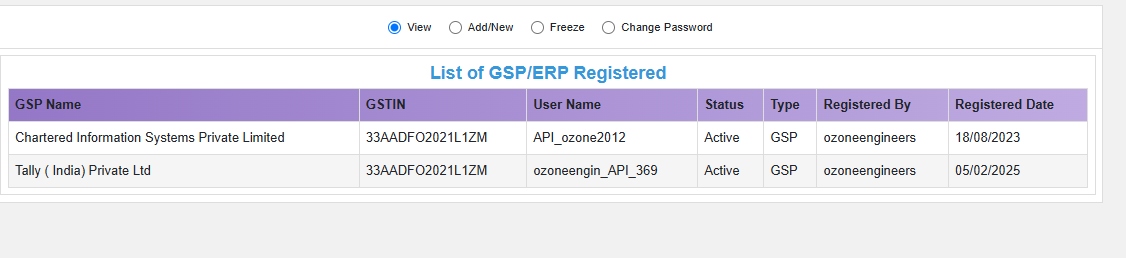 View Add/New Freeze Change Password
List of GSP/ERP Registered
GSP Name GSTIN User Name Status Type Registered By Registered Date
Chartered Information Systems Private Limited 33AADFO2021L1ZM API_ozone2012 Active GSP ozoneengineers 18/08/2023
Tally ( India) Private Ltd 33AADFO2021L1ZM ozoneengin_API_369 Active GSP ozoneengineers 05/02/2025